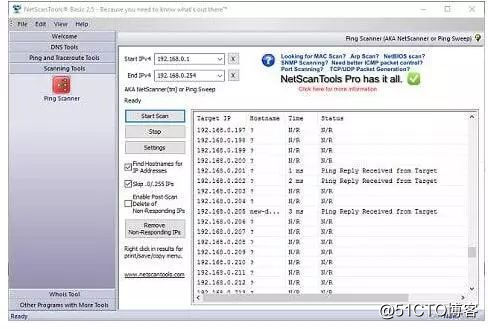 NetScanTools® Basic 2.5 - Because you need to know what's out there™
File Edit View Help
Welcome
DNS Tools
Ping and Traceroute Tools
Scanning Tools
Ping Scanner
Whois Tool
Other Programs with More Tools
Ready
Ping Scanner (AKA NetScanner or Ping Sweep)
Start IPv4 192.168.0.1 X
End IPv4 192.168.0.254 X
AKA NetScanner(tm) or Ping Sweep
Ready
Start Scan
Stop
Settings
Find Hostnames for
IP Addresses
Skip .0/.255 IPs
Enable Post-Scan
Delete of
Non-Responding IPs
Remove
Non-Responding IPs
Right click in results for
print/save/copy menu.
www.netscantools.com
Looking for MAC Scan? Arp Scan? NetBIOS scan?
SNMP Scanning? Need better ICMP packet control?
Port Scanning? TCP/UDP Packet Generation?
NetScanTools Pro has it all.
Click here for more information
Target IP Hostname Time Status
192.168.0.197 ? N/R N/R
192.168.0.198 ? N/R N/R
192.168.0.199 ? N/R N/R
192.168.0.200 ? N/R N/R
192.168.0.201 ? 1 ms Ping Reply Received from Target
192.168.0.202 ? 2 ms Ping Reply Received from Target
192.168.0.203 ? N/R N/R
192.168.0.204 ? N/R N/R
192.168.0.205 new-d... 3 ms Ping Reply Received from Target
192.168.0.206 ? N/R N/R
192.168.0.207 ? N/R N/R
192.168.0.208 ? N/R N/R
192.168.0.209 ? N/R N/R
192.168.0.210 ? N/R N/R
192.168.0.211 ? N/R N/R
192.168.0.212 ? N/R N/R
192.168.0.213 ? N/R N/R
@51CTO博客